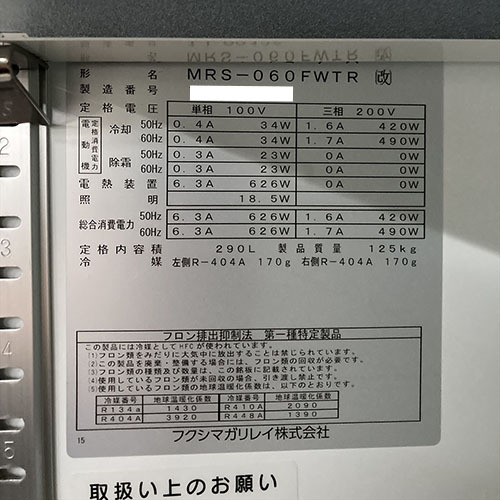 形 名 MRS-060FWTR 改
製造番号
定格電圧 単相 100V 三相 200V
電動機 定格消費電力 冷却 50Hz 0.4A 34W 1.6A 420W
60Hz 0.4A 34W 1.7A 490W
除霜 50Hz 0.3A 23W 0A 0W
60Hz 0.3A 23W 0A 0W
電熱装置 6.3A 626W 0A 0W
照 明 18.5W
総合消費電力 50Hz 6.3A 626W 1.6A 420W
60Hz 6.3A 626W 1.7A 490W
定格内容積 290L 製品質量 125kg
冷 媒 左側R-404A 170g 右側R-404A 170g
フロン排出抑制法 第一種特定製品
この製品には冷媒としてHFCが使われています。
(1)フロン類をみだりに大気中に放出することは禁じられています。
(2)この製品を廃棄・整備する場合には、フロン類の回収が必要です。
(3)フロン類の種類及び数量は、この銘板に記載されています。
(4)使用しているフロン類が未回収の場合、引き渡し禁止です。
(5)使用しているフロン類の地球温暖化係数は、以下のとおりです。
冷媒番号 地球温暖化係数 冷媒番号 地球温暖化係数
R134a 1430 R410A 2090
R404A 3920 R448A 1390
15
フクシマガリレイ株式会社
取扱い上のお願い
2
3
4
5